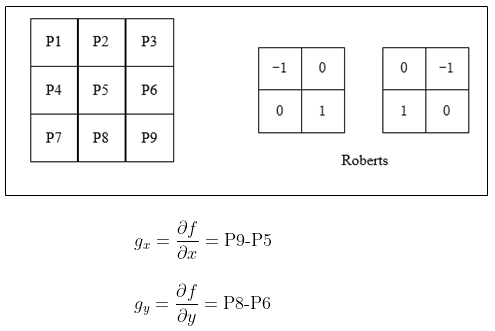 P1 P2 P3
P4 P5 P6
P7 P8 P9
-1 0
0 1
0 -1
1 0
Roberts
g_x = ∂f/∂x = P9-P5
g_y = ∂f/∂y = P8-P6